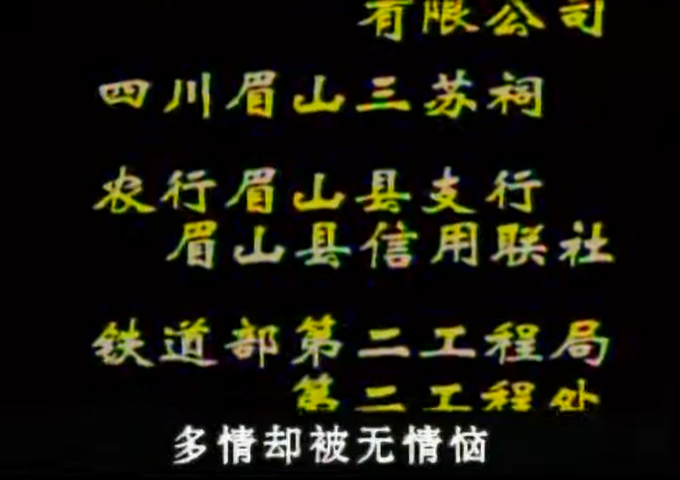 有限公司
四川眉山三苏祠
农行眉山县支行
眉山县信用联社
铁道部第二工程局
第二工程处
多情却被无情恼